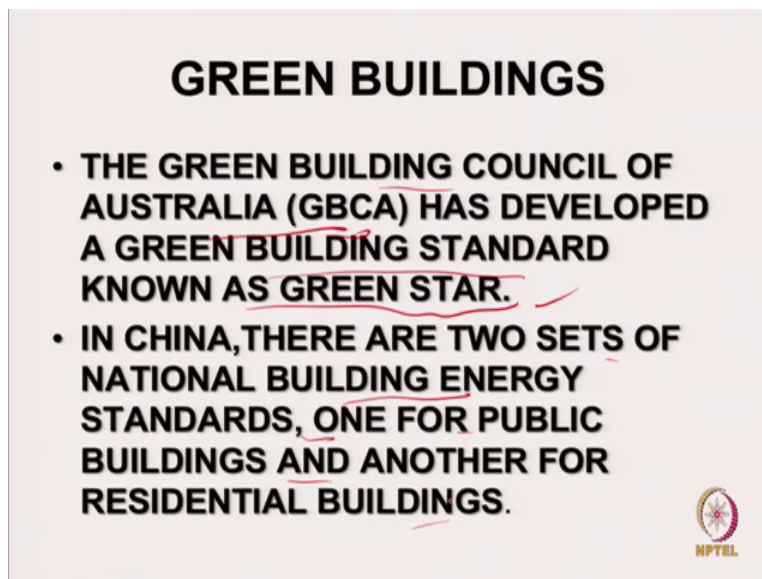 GREEN BUILDINGS
• THE GREEN BUILDING COUNCIL OF
AUSTRALIA (GBCA) HAS DEVELOPED
A GREEN BUILDING STANDARD
KNOWN AS GREEN STAR.
• IN CHINA,THERE ARE TWO SETS OF
NATIONAL BUILDING ENERGY
STANDARDS, ONE FOR PUBLIC
BUILDINGS AND ANOTHER FOR
RESIDENTIAL BUILDINGS.
NPTEL